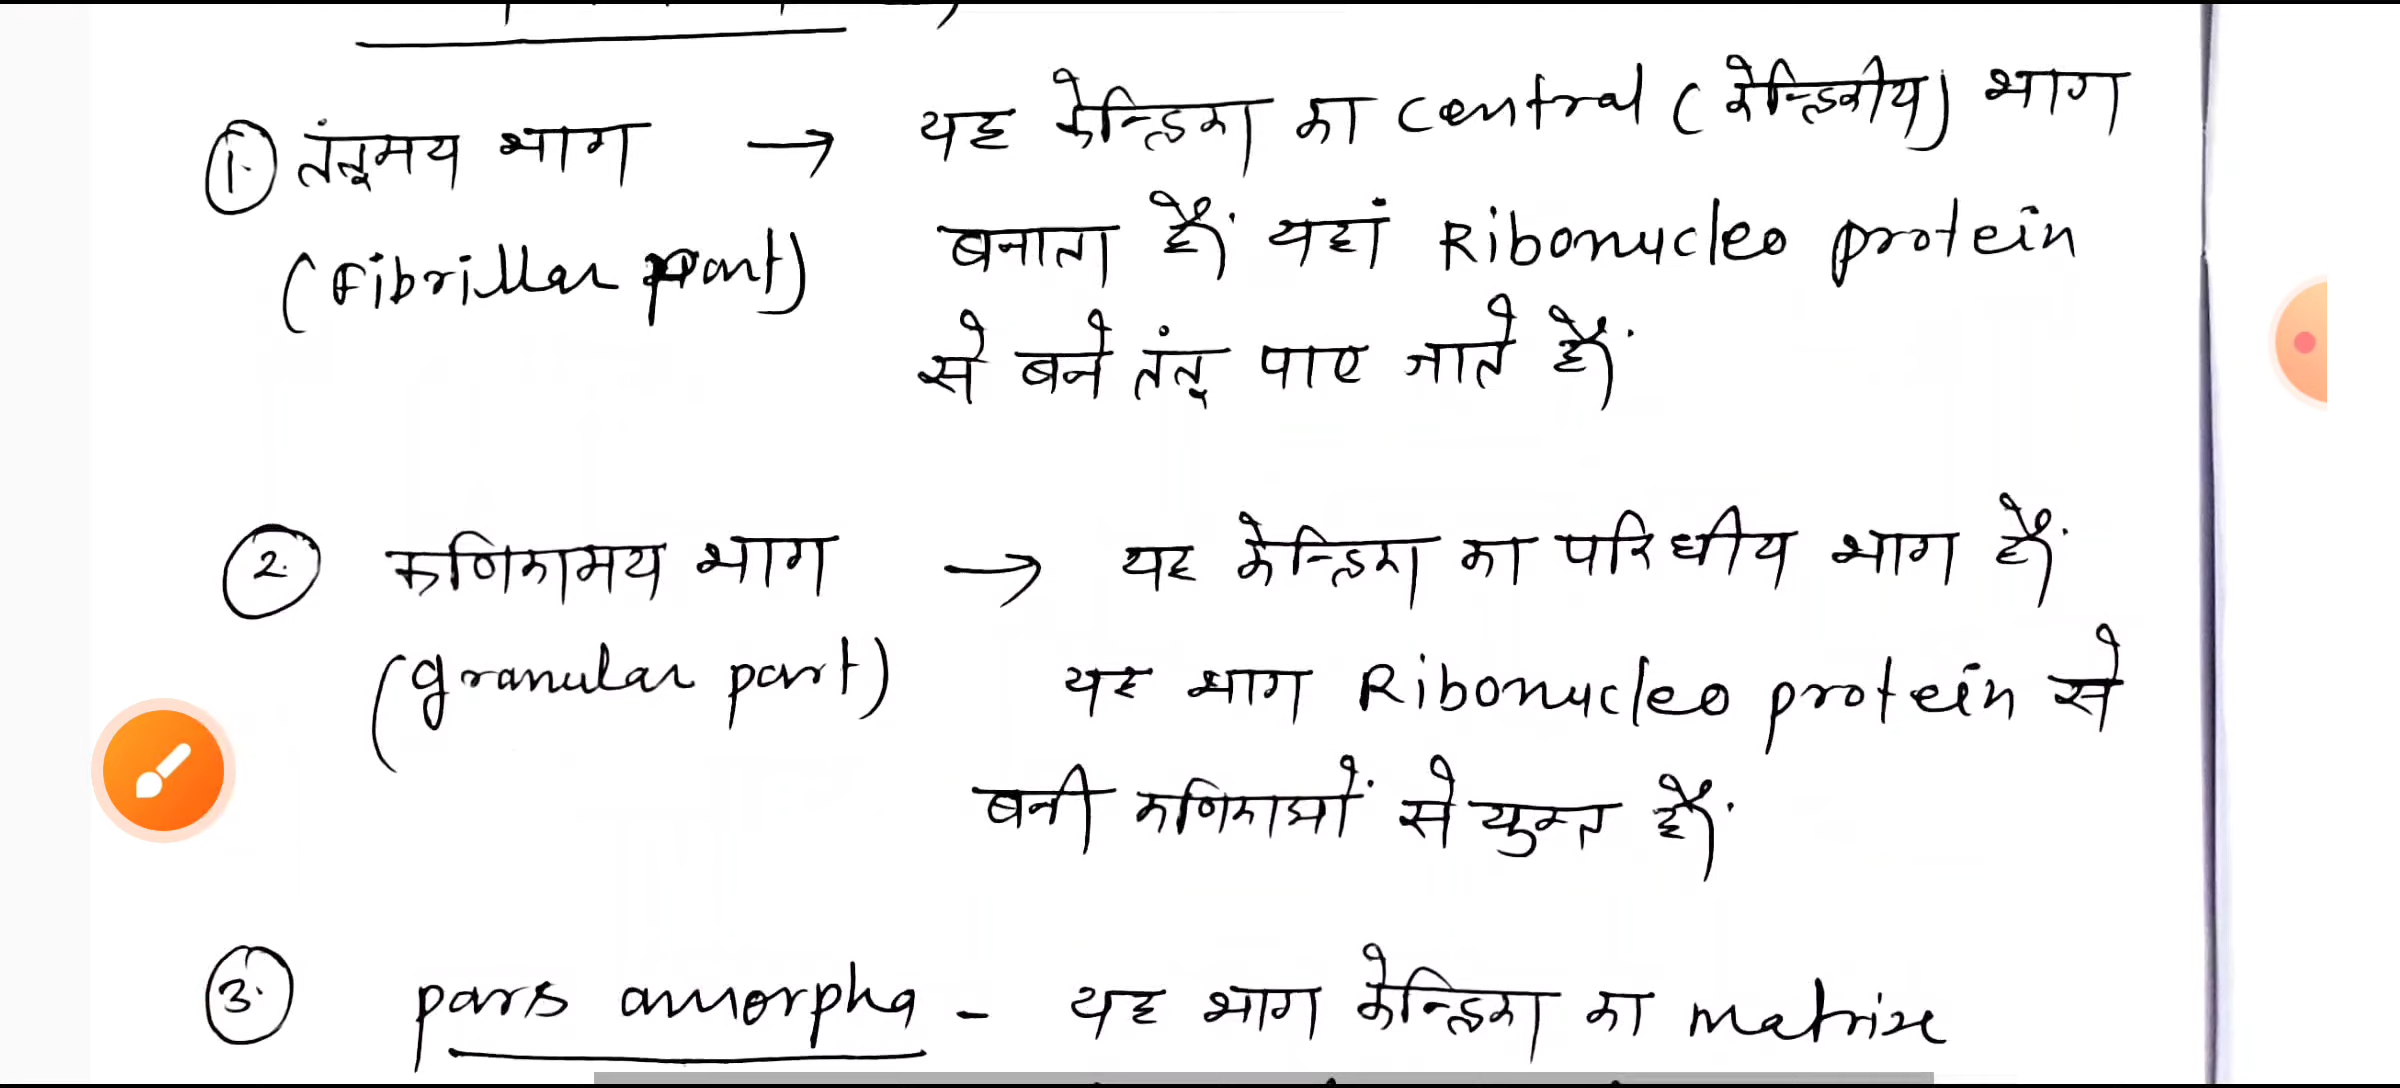 1. तंतूमय भाग → यह केन्द्रिका का central (केन्द्रिकीय) भाग
(Fibrillar part) बनाता हैं। यहां Ribonucleo protein
से बने तंतू पाए जाते हैं।
2. कणिकामय भाग → यह केन्द्रिका का परिधीय भाग हैं।
(granular part) यह भाग Ribonucleo protein से
बनी कणिकाओं से युक्त हैं।
3. pars amorpha - यह भाग केन्द्रिका का matrix